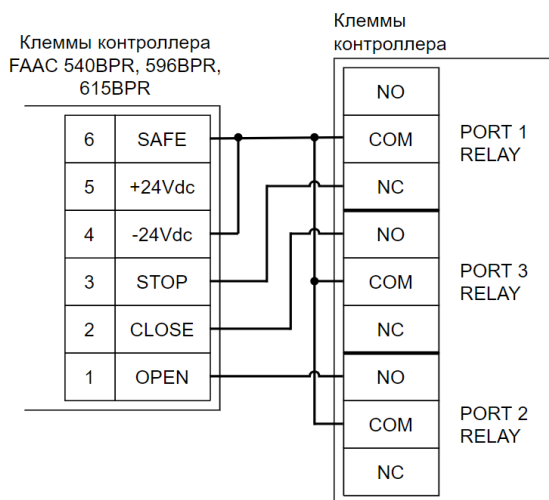 Клеммы контроллера
FAAC 540BPR, 596BPR,
615BPR
6 SAFE
5 +24Vdc
4 -24Vdc
3 STOP
2 CLOSE
1 OPEN
Клеммы
контроллера
NO
COM
NC
PORT 1
RELAY
NO
COM
NC
PORT 3
RELAY
NO
COM
NC
PORT 2
RELAY